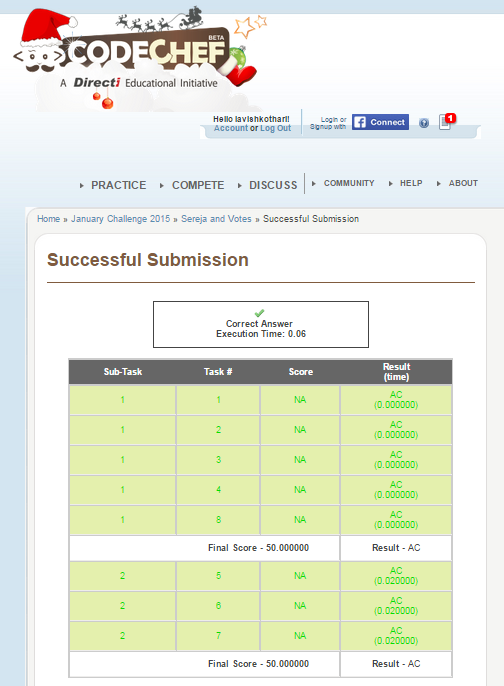 BETA
CODECHEF
A Directi Educational Initiative
Hello lavishkothari!
Account or Log Out
Login or
Signup with
f Connect
?
1
PRACTICE COMPETE DISCUSS COMMUNITY HELP ABOUT
Home » January Challenge 2015 » Sereja and Votes » Successful Submission
Successful Submission
Correct Answer
Execution Time: 0.06
Sub-Task Task # Score Result
(time)
1 1 NA AC
(0.000000)
1 2 NA AC
(0.000000)
1 3 NA AC
(0.000000)
1 4 NA AC
(0.000000)
1 8 NA AC
(0.000000)
Final Score - 50.000000 Result - AC
2 5 NA AC
(0.020000)
2 6 NA AC
(0.020000)
2 7 NA AC
(0.020000)
Final Score - 50.000000 Result - AC